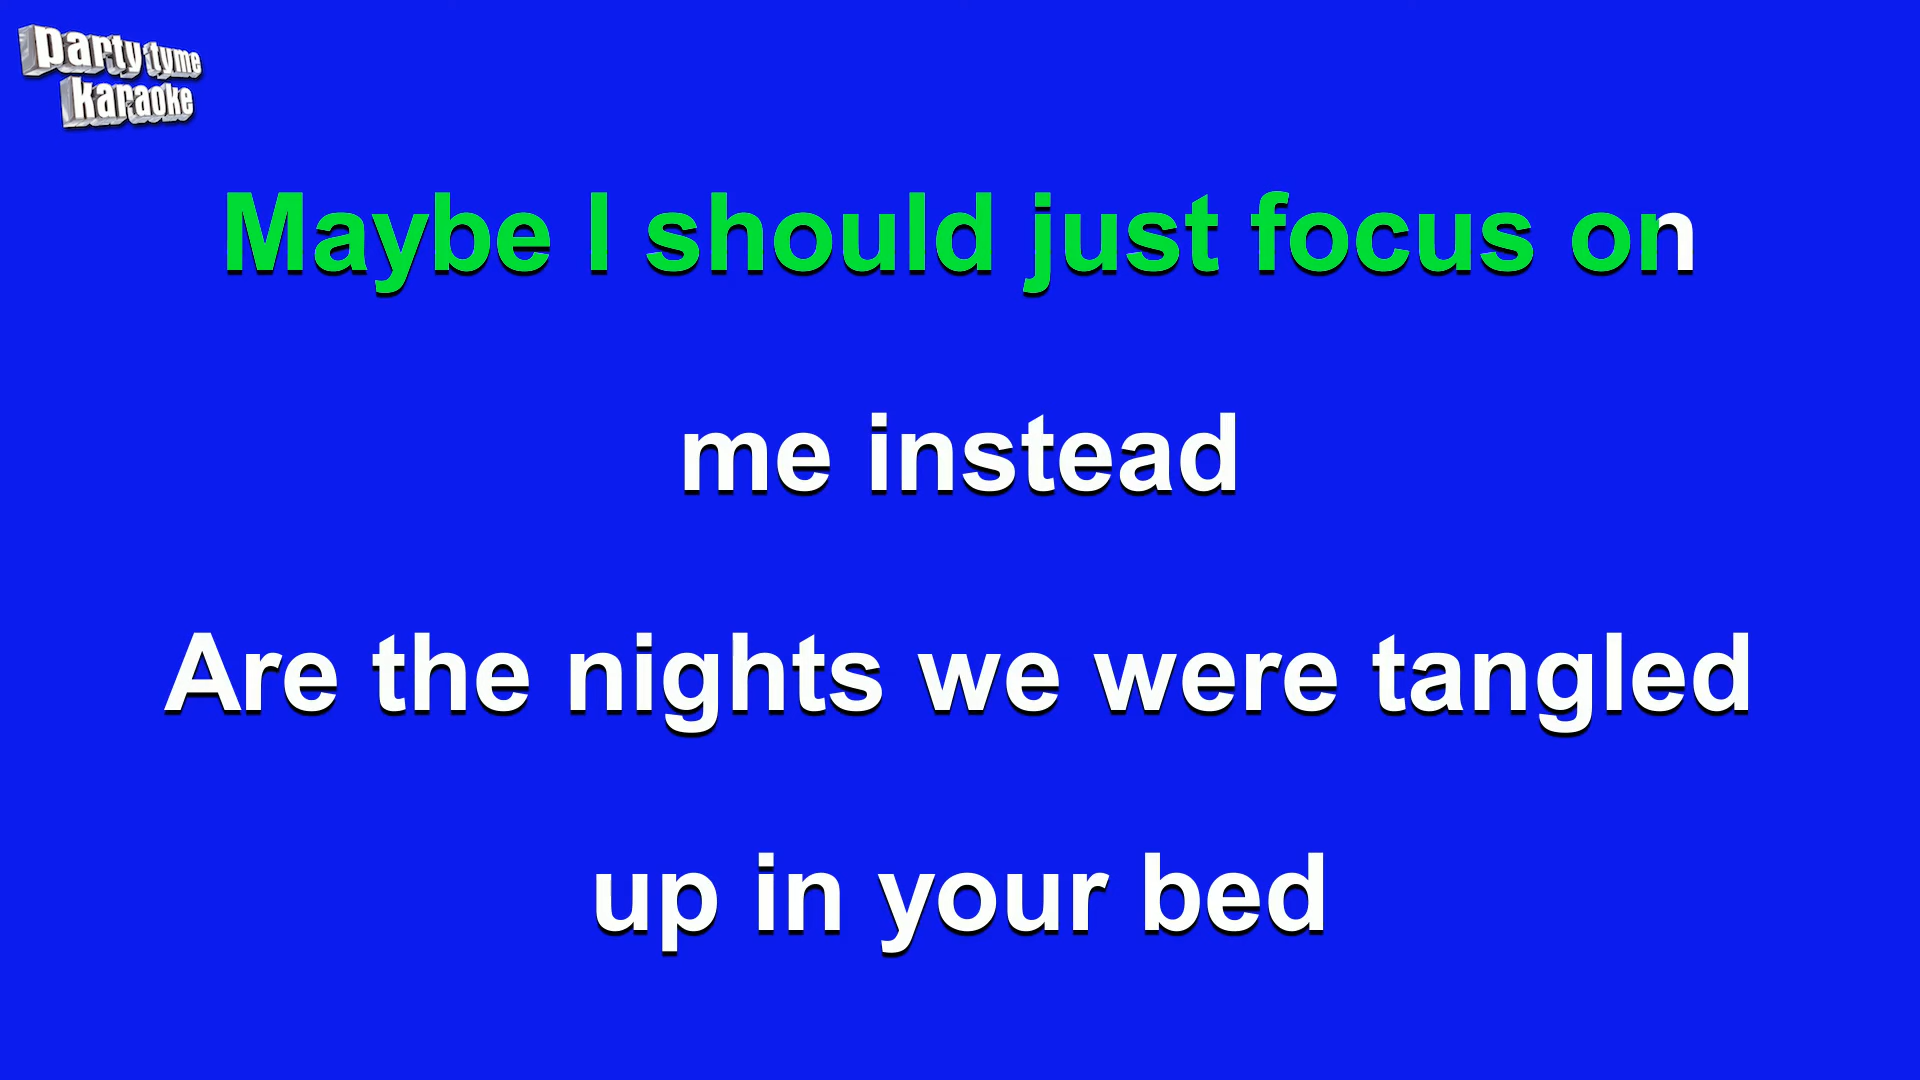 party tyme
karaoke
Maybe I should just focus on
me instead
Are the nights we were tangled
up in your bed